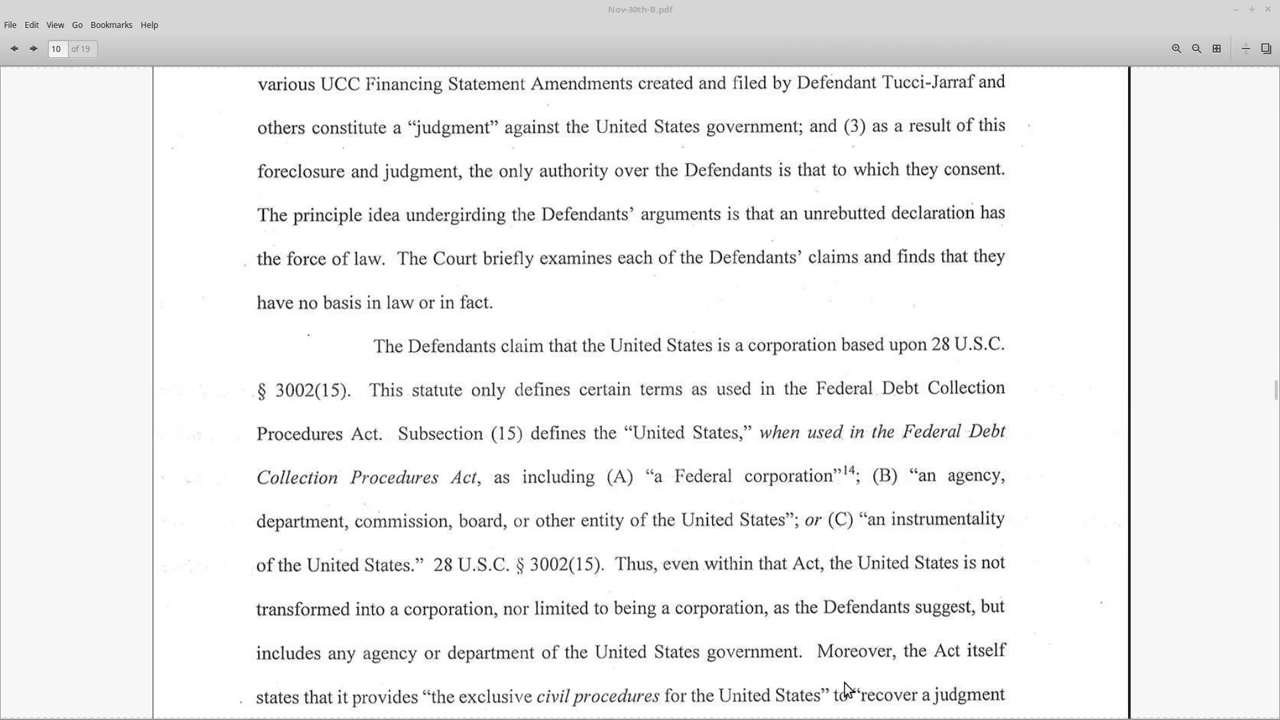 Nov-30th-B.pdf
File Edit View Go Bookmarks Help
10 of 19
various UCC Financing Statement Amendments created and filed by Defendant Tucci-Jarraf and
others constitute a “judgment” against the United States government; and (3) as a result of this
foreclosure and judgment, the only authority over the Defendants is that to which they consent.
The principle idea undergirding the Defendants’ arguments is that an unrebutted declaration has
the force of law. The Court briefly examines each of the Defendants’ claims and finds that they
have no basis in law or in fact.
The Defendants claim that the United States is a corporation based upon 28 U.S.C.
§ 3002(15). This statute only defines certain terms as used in the Federal Debt Collection
Procedures Act. Subsection (15) defines the “United States,” when used in the Federal Debt
Collection Procedures Act, as including (A) “a Federal corporation”14; (B) “an agency,
department, commission, board, or other entity of the United States”; or (C) “an instrumentality
of the United States.” 28 U.S.C. § 3002(15). Thus, even within that Act, the United States is not
transformed into a corporation, nor limited to being a corporation, as the Defendants suggest, but
includes any agency or department of the United States government. Moreover, the Act itself
states that it provides “the exclusive civil procedures for the United States” to “recover a judgment